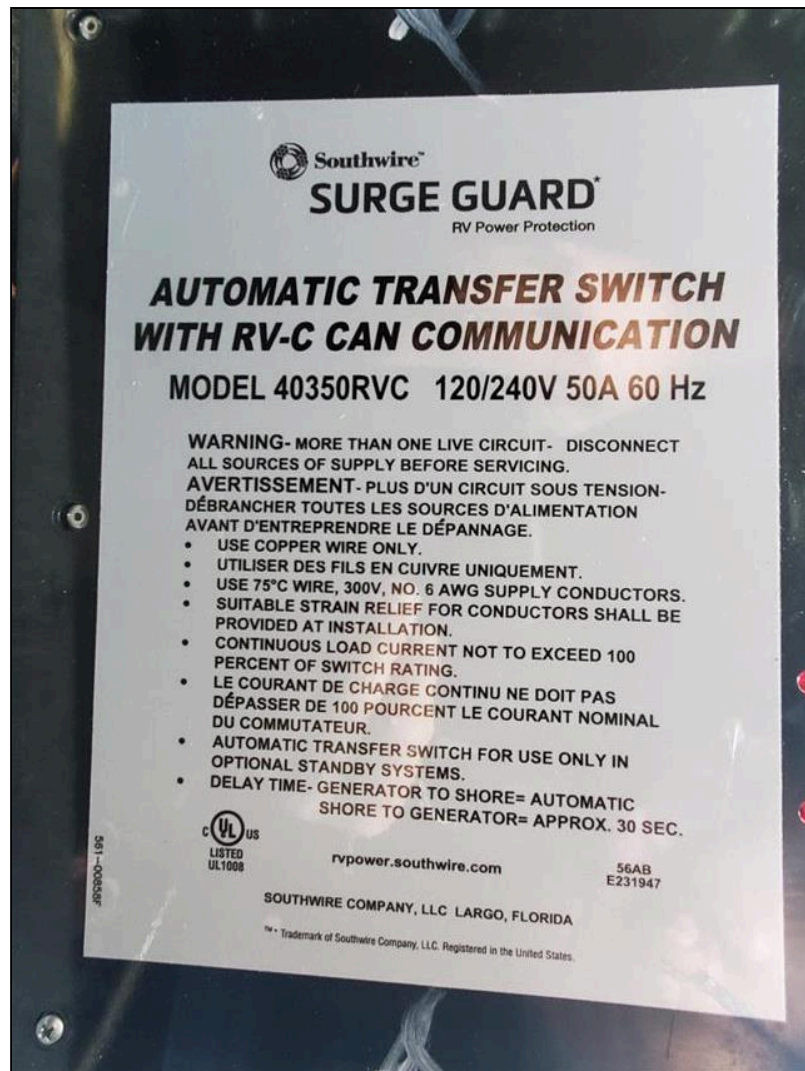 Southwire™
SURGE GUARD*
RV Power Protection
AUTOMATIC TRANSFER SWITCH
WITH RV-C CAN COMMUNICATION
MODEL 40350RVC 120/240V 50A 60 Hz
WARNING- MORE THAN ONE LIVE CIRCUIT- DISCONNECT
ALL SOURCES OF SUPPLY BEFORE SERVICING.
AVERTISSEMENT- PLUS D'UN CIRCUIT SOUS TENSION-
DÉBRANCHER TOUTES LES SOURCES D'ALIMENTATION
AVANT D'ENTREPRENDRE LE DÉPANNAGE.
• USE COPPER WIRE ONLY.
• UTILISER DES FILS EN CUIVRE UNIQUEMENT.
• USE 75°C WIRE, 300V, NO. 6 AWG SUPPLY CONDUCTORS.
• SUITABLE STRAIN RELIEF FOR CONDUCTORS SHALL BE
PROVIDED AT INSTALLATION.
• CONTINUOUS LOAD CURRENT NOT TO EXCEED 100
PERCENT OF SWITCH RATING.
• LE COURANT DE CHARGE CONTINU NE DOIT PAS
DÉPASSER DE 100 POURCENT LE COURANT NOMINAL
DU COMMUTATEUR.
• AUTOMATIC TRANSFER SWITCH FOR USE ONLY IN
OPTIONAL STANDBY SYSTEMS.
• DELAY TIME- GENERATOR TO SHORE= AUTOMATIC
SHORE TO GENERATOR= APPROX. 30 SEC.
C UL US
LISTED
UL1008
rvpower.southwire.com
56AB
E231947
561-00858F
SOUTHWIRE COMPANY, LLC LARGO, FLORIDA
™* Trademark of Southwire Company, LLC. Registered in the United States.